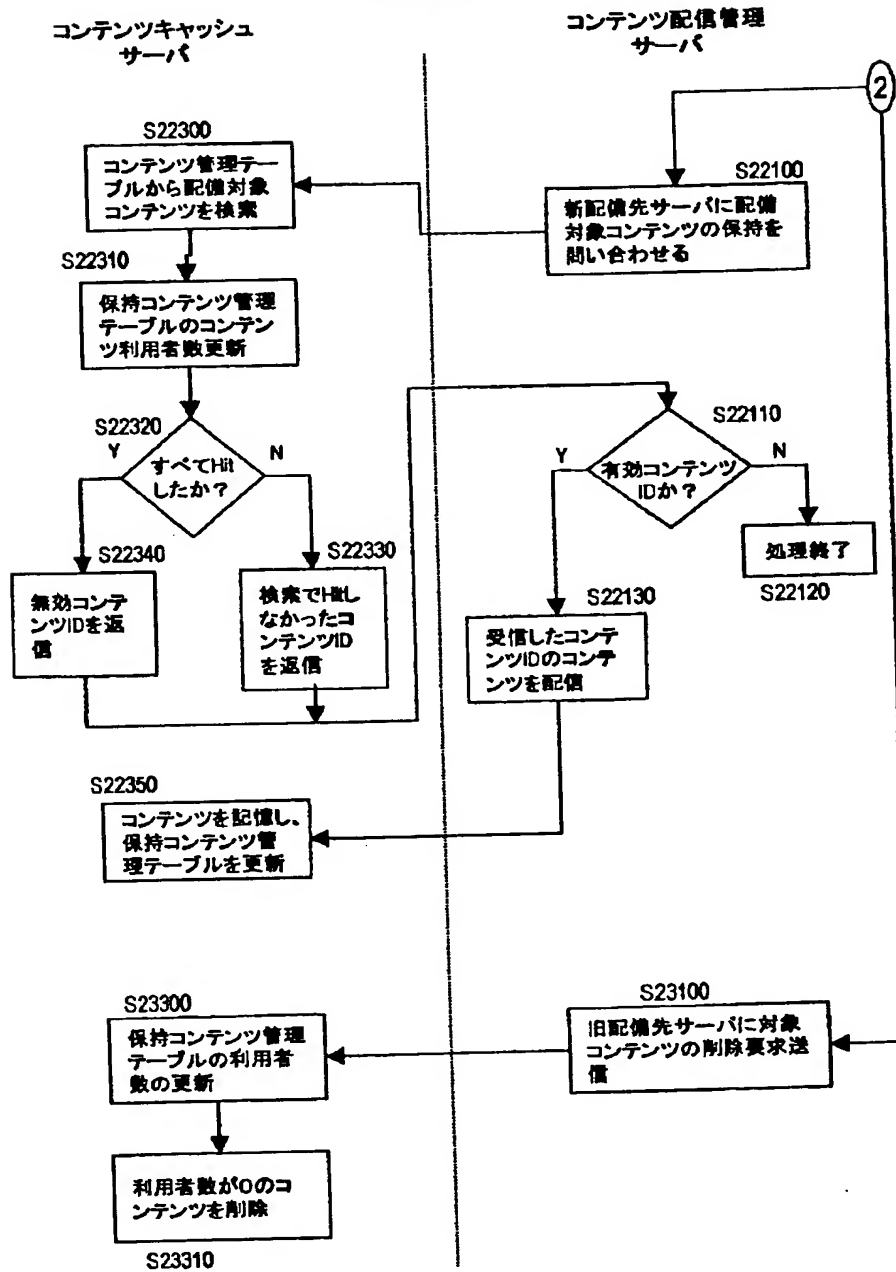 コンテンツキャッシュ
サーバ
コンテンツ配信管理
サーバ
2
S22300
コンテンツ管理テー
ブルから配備対象
コンテンツを検索
S22100
新配備先サーバに配備
対象コンテンツの保持を
問い合わせる
S22310
保持コンテンツ管理
テーブルのコンテン
ツ利用者数更新
S22320
Y
N
すべてHit
したか？
S22110
Y
N
有効コンテンツ
IDか？
S22340
無効コンテ
ンツIDを返
信
S22330
検索でHitし
なかったコ
ンテンツID
を返信
処理終了
S22120
S22130
受信したコンテ
ンツIDのコンテ
ンツを配信
S22350
コンテンツを記憶し、
保持コンテンツ管
理テーブルを更新
S23300
保持コンテンツ管理
テーブルの利用者
数の更新
S23100
旧配備先サーバに対象
コンテンツの削除要求送
信
利用者数が0のコ
ンテンツを削除
S23310